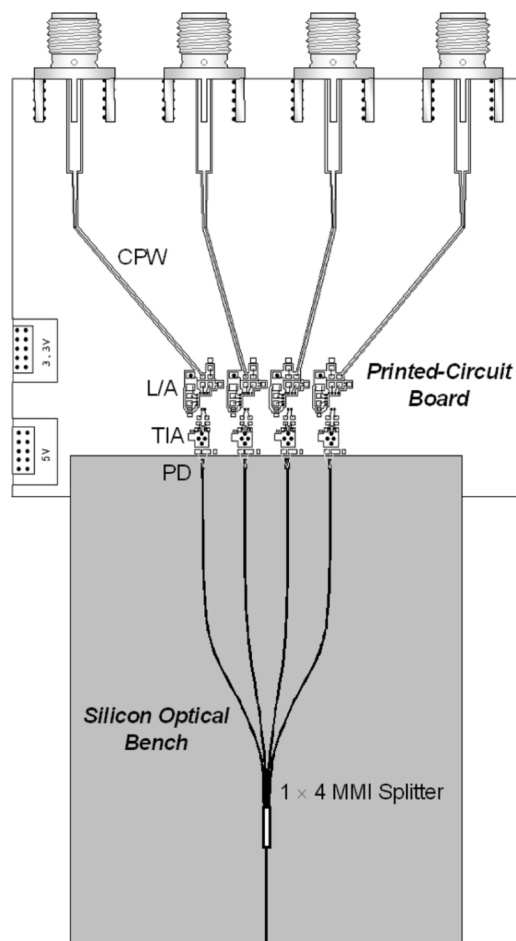 CPW
3.3V
L/A
Printed-Circuit
Board
TIA
5V
PD
Silicon Optical
Bench
1 × 4 MMI Splitter